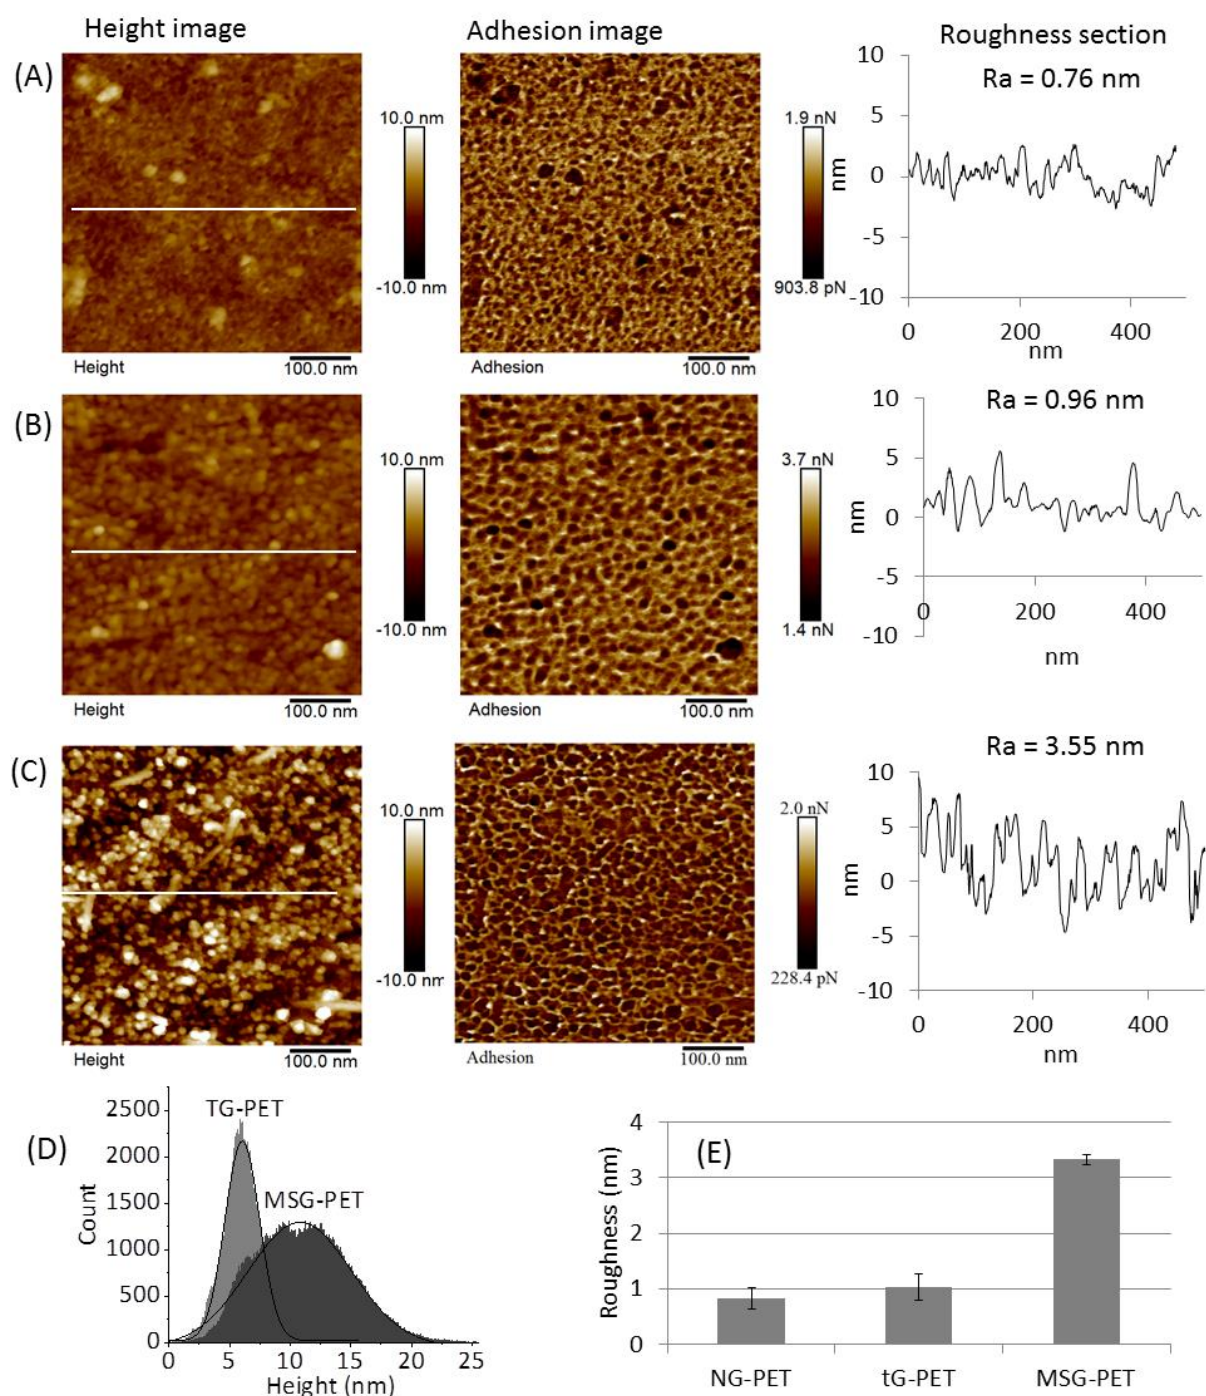 Height image
Adhesion image
Roughness section
(A)
10.0 nm
-10.0 nm
Height
100.0 nm
1.9 nN
903.8 pN
Adhesion
100.0 nm
Ra = 0.76 nm
10
5
0
-5
-10
nm
0
200
400
nm
(B)
10.0 nm
-10.0 nm
Height
100.0 nm
3.7 nN
1.4 nN
Adhesion
100.0 nm
Ra = 0.96 nm
10
5
0
-5
-10
nm
0
200
400
nm
(C)
10.0 nm
-10.0 nm
Height
100.0 nm
2.0 nN
228.4 pN
Adhesion
100.0 nm
Ra = 3.55 nm
10
5
0
-5
-10
nm
0
200
400
nm
(D)
TG-PET
MSG-PET
2500
2000
1500
1000
500
0
Count
0
5
10
15
20
25
Height (nm)
(E)
4
3
2
1
0
Roughness (nm)
NG-PET
tG-PET
MSG-PET